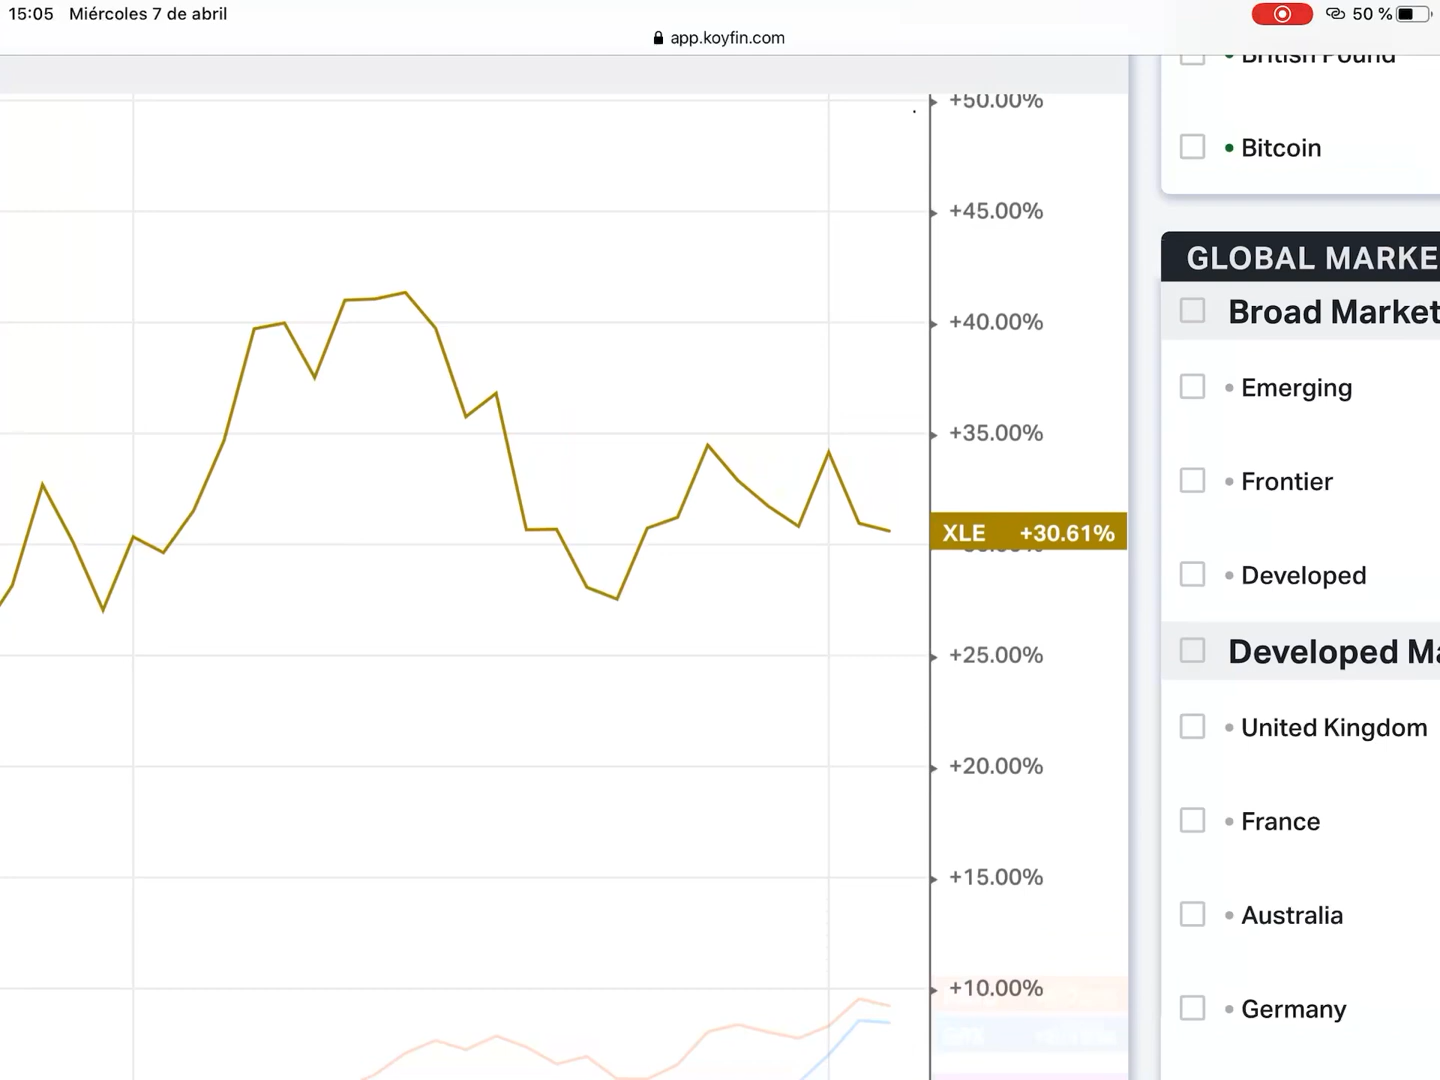 15:05 Miércoles 7 de abril
50 %
app.koyfin.com
British Pound
Bitcoin
GLOBAL MARKE
Broad Market
Emerging
Frontier
Developed
Developed Ma
United Kingdom
France
Australia
Germany
+50.00%
+45.00%
+40.00%
+35.00%
XLE +30.61%
+25.00%
+20.00%
+15.00%
+10.00%